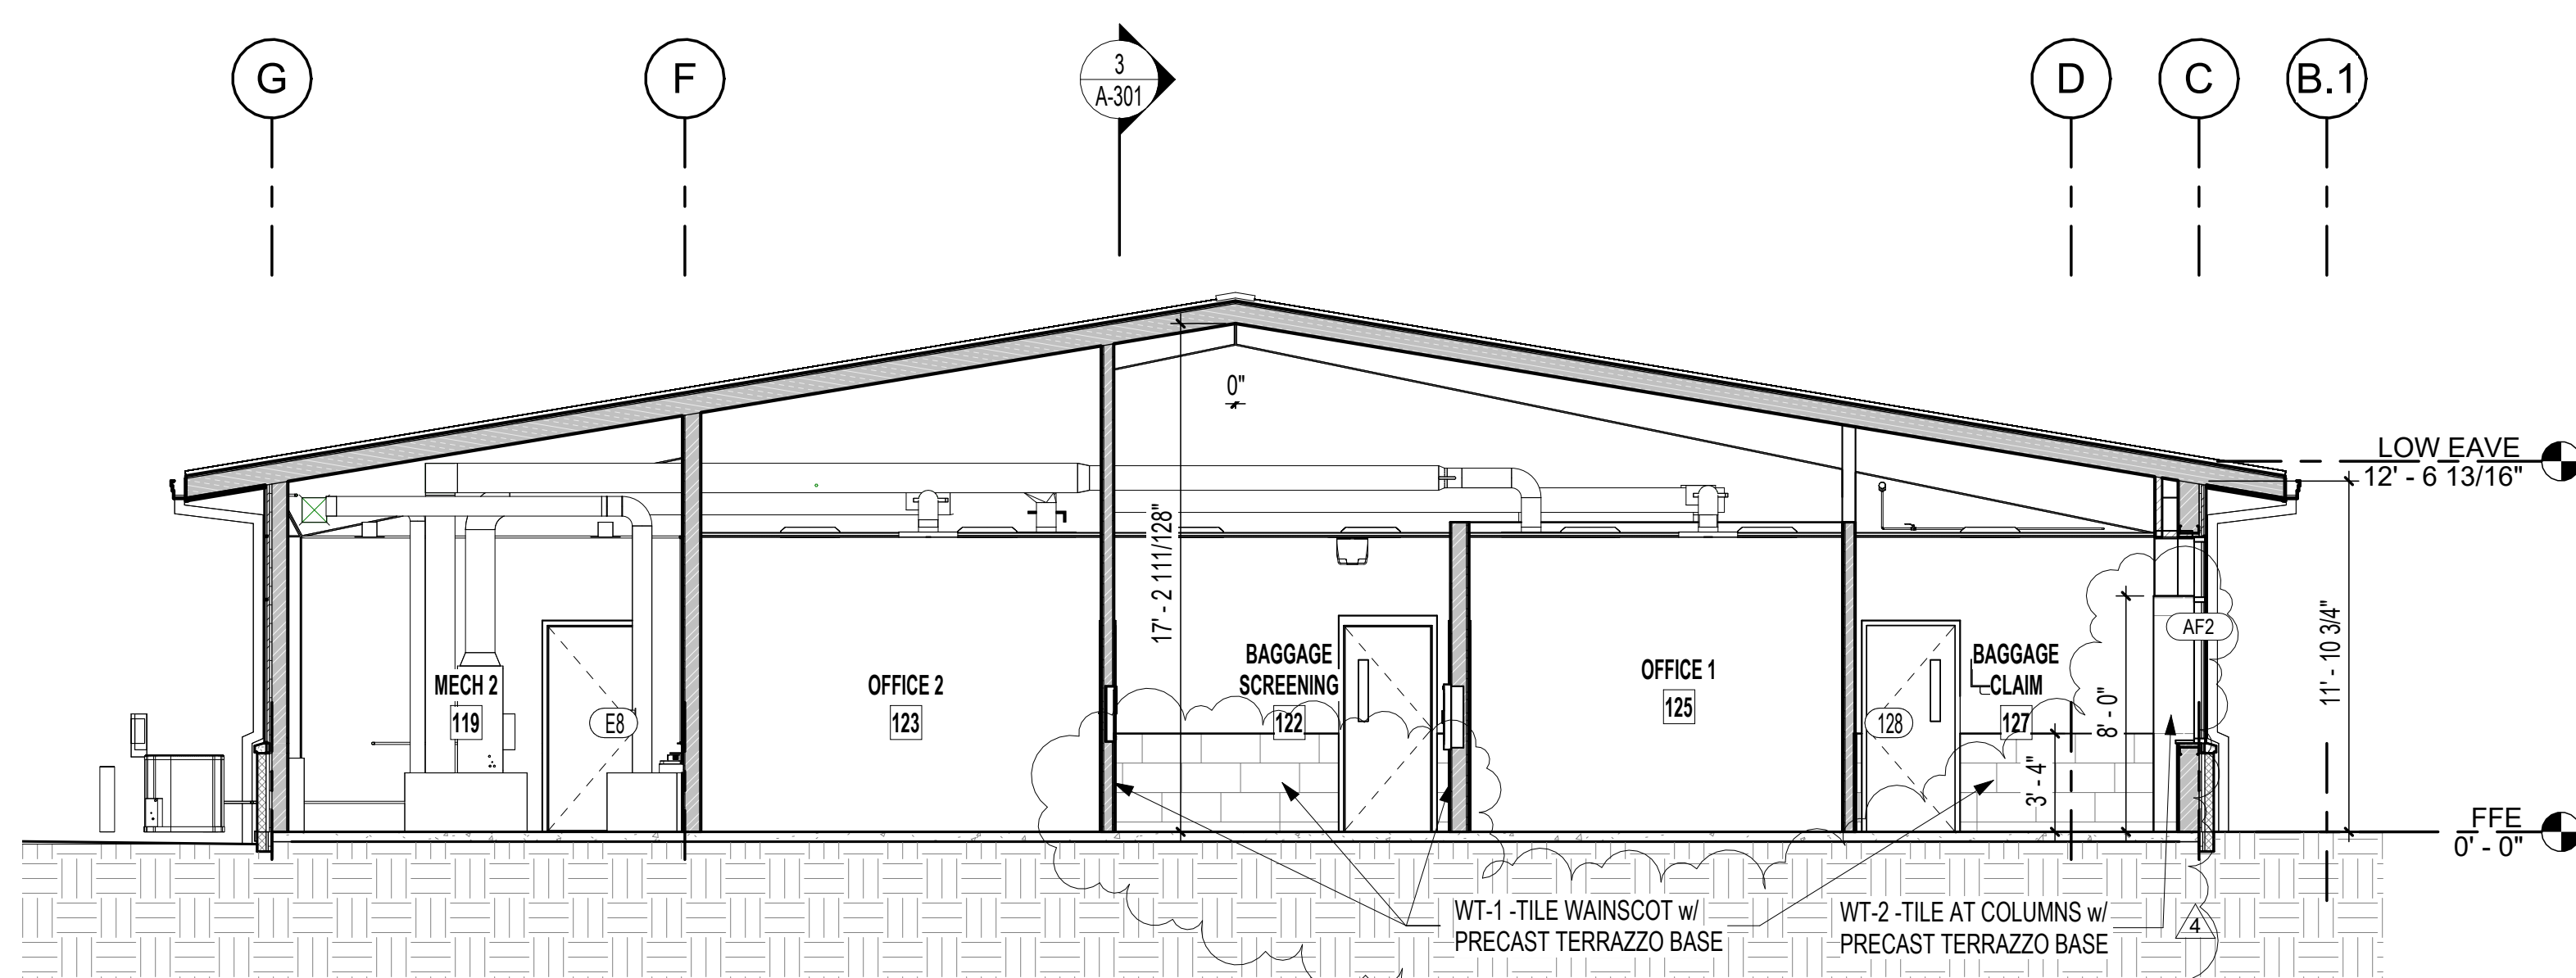 G
F
3
A-301
D
C
B.1
0"
LOW EAVE
12' - 6 13/16"
17' - 2 111/128"
11' - 10 3/4"
AF2
BAGGAGE
SCREENING
122
OFFICE 1
125
BAGGAGE
CLAIM
127
MECH 2
119
E8
OFFICE 2
123
128
8' - 0"
3' - 4"
FFE
0' - 0"
WT-1 -TILE WAINSCOT w/
PRECAST TERRAZZO BASE
WT-2 -TILE AT COLUMNS w/
PRECAST TERRAZZO BASE
4